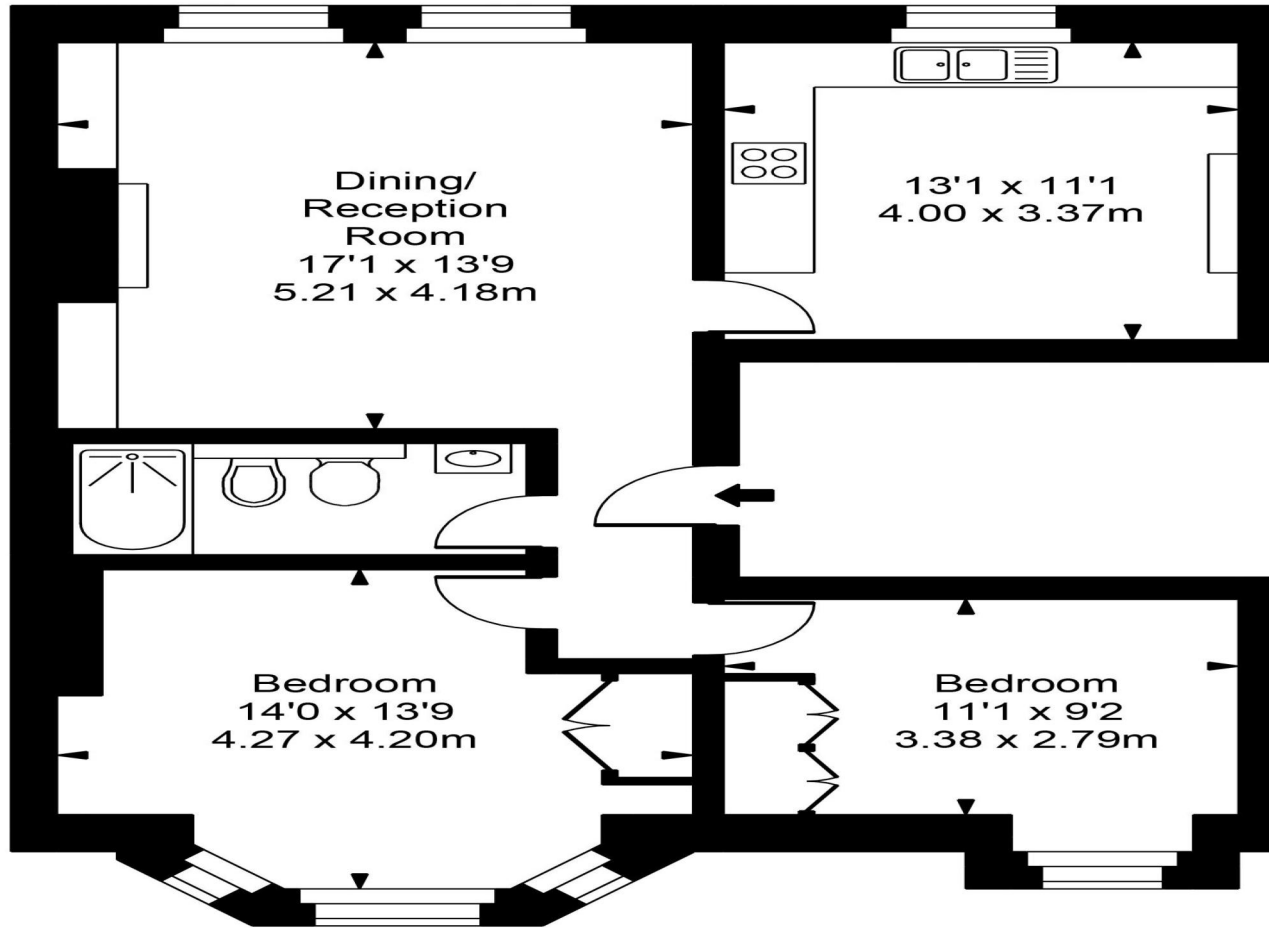 Dining/
Reception
Room
17'1 x 13'9
5.21 x 4.18m
13'1 x 11'1
4.00 x 3.37m
Bedroom
14'0 x 13'9
4.27 x 4.20m
Bedroom
11'1 x 9'2
3.38 x 2.79m